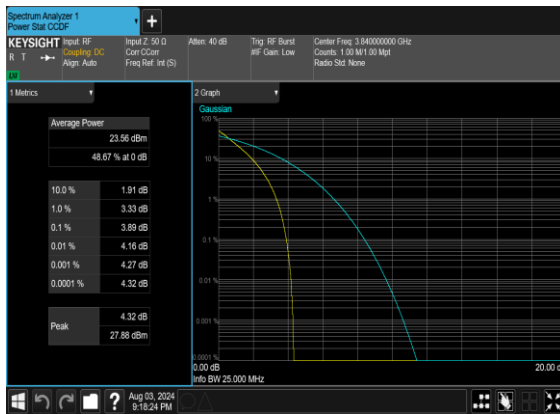 Spectrum Analyzer 1
Power Stat CCDF
KEYSIGHT
R T
LXI
Input: RF
Coupling: DC
Align: Auto
Input Z: 50 Ω
Corr CCorr
Freq Ref: Int (S)
Atten: 40 dB
Trig: RF Burst
#IF Gain: Low
Center Freq: 3.840000000 GHz
Counts: 1.00 M/1.00 Mpt
Radio Std: None
1 Metrics
Average Power
23.56 dBm
48.67 % at 0 dB
10.0 % 1.91 dB
1.0 % 3.33 dB
0.1 % 3.89 dB
0.01 % 4.16 dB
0.001 % 4.27 dB
0.0001 % 4.32 dB
Peak
4.32 dB
27.88 dBm
2 Graph
Gaussian
100 %
10 %
1 %
0.1 %
0.01 %
0.001 %
0.0001 %
0.00 dB
20.00 d
Info BW 25.000 MHz
?
Aug 03, 2024
9:18:24 PM